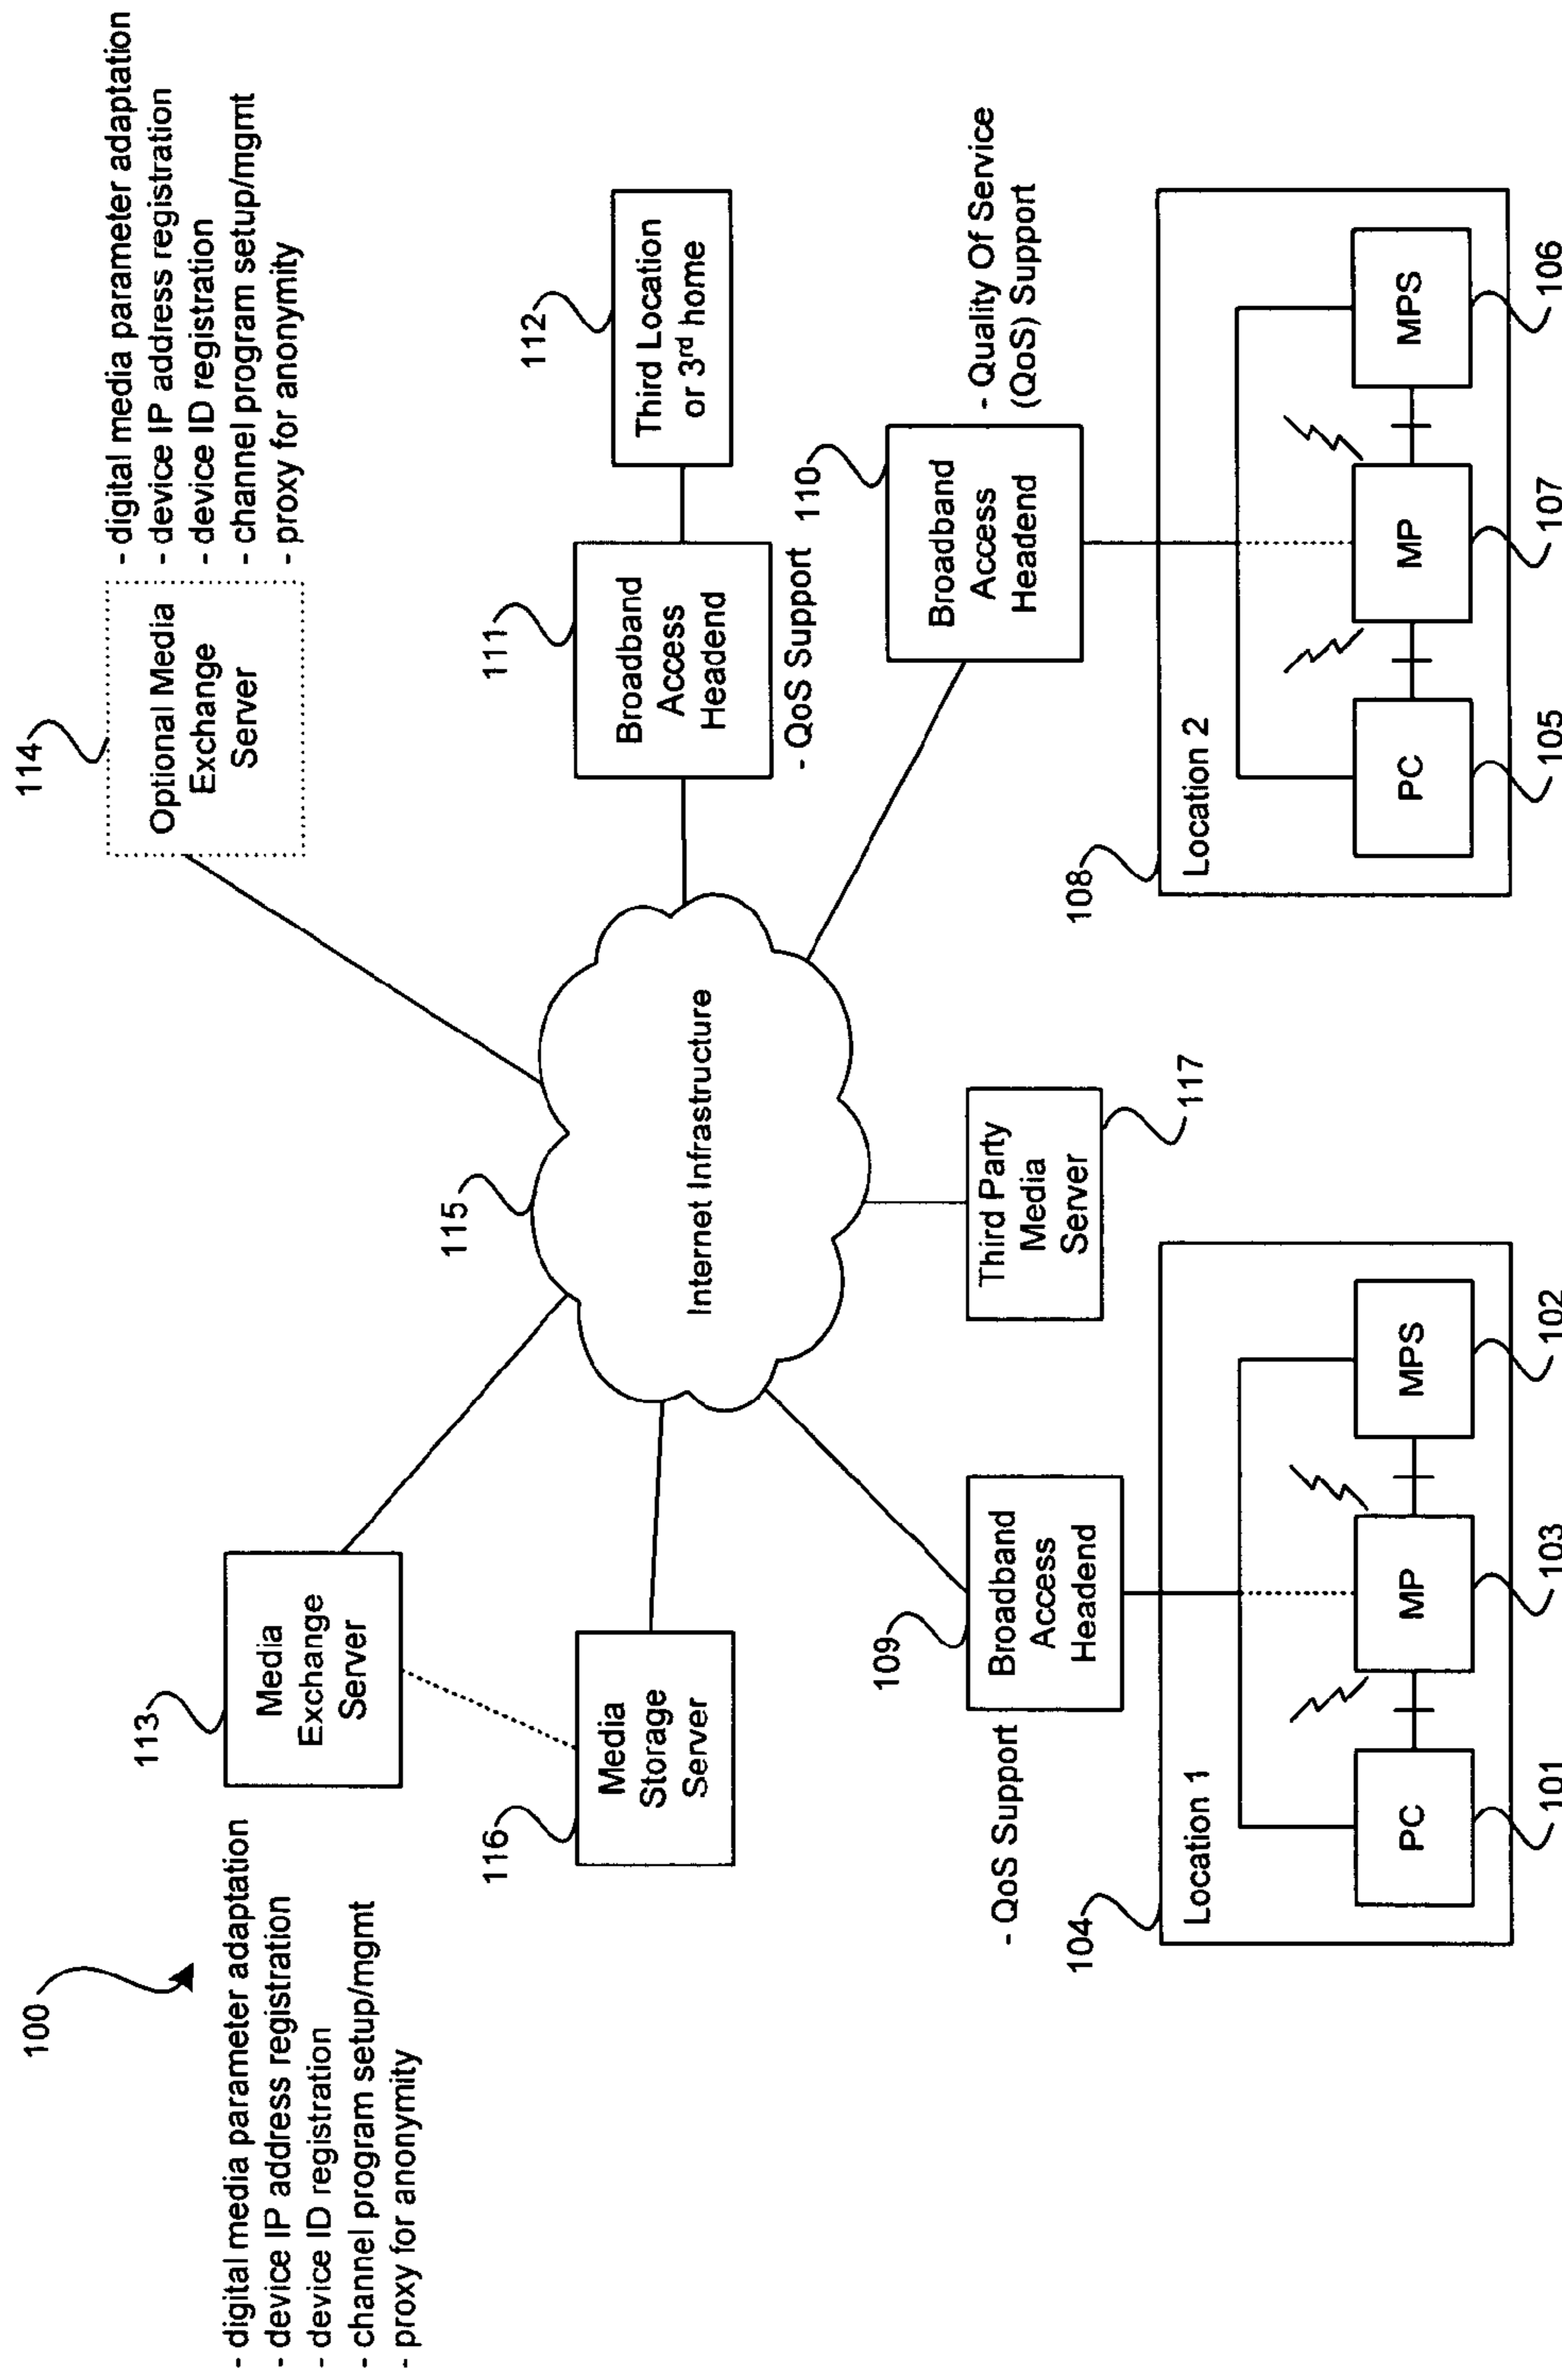 100
- digital media parameter adaptation
- device IP address registration
- device ID registration
- channel program setup/mgmt
- proxy for anonymity
113
Media
Exchange
Server
116
Media
Storage
Server
115
Internet Infrastructure
114
Optional Media
Exchange
Server
- digital media parameter adaptation
- device IP address registration
- device ID registration
- channel program setup/mgmt
- proxy for anonymity
111
Broadband
Access
Headend
- QoS Support
112
Third Location
or 3rd home
109
Broadband
Access
Headend
- QoS Support
Third Party
Media
Server
117
110
Broadband
Access
Headend
- Quality Of Service
(QoS) Support
104
Location 1
PC
MP
MPS
101
103
102
108
Location 2
PC
MP
MPS
105
107
106